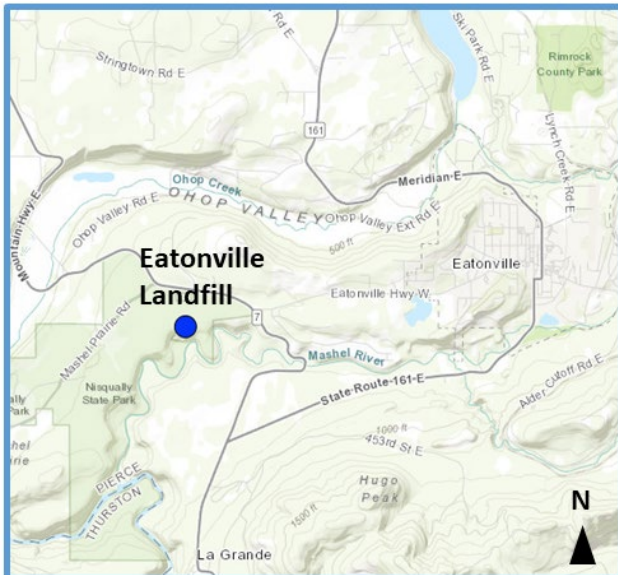 Stringtown Rd E
Rd E
Ski Park Rd E
Rimrock
County Park
Lynch Creek Rd E
161
Meridian E
Ohop Creek
OHOP VALLEY
Ohop Valley Rd E
Ohop Valley Ext Rd E
500 ft
Mountain Hwy E
Eatonville
Landfill
Eatonville
Eatonville Hwy W
7
Mashel Prairie Rd
Mashel River
State Route 161 E
Nisqually
State Park
ally
Park
1000 ft
453rd St E
Hugo
Peak
1500 ft
PIERCE
THURSTON
La Grande
N